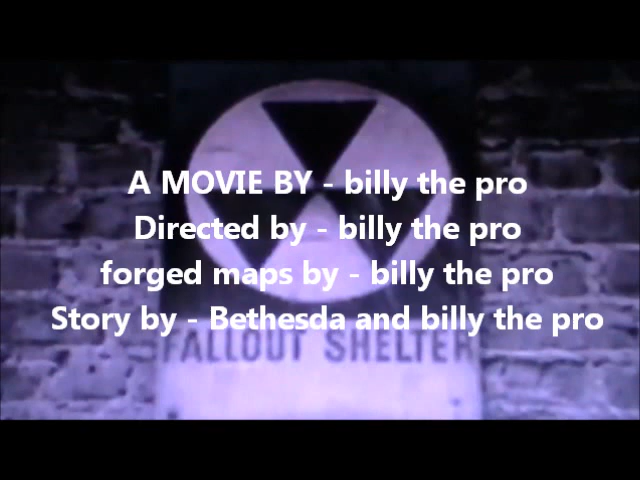 A MOVIE BY - billy the pro
Directed by - billy the pro
forged maps by - billy the pro
Story by - Bethesda and billy the pro
FALLOUT SHELTER